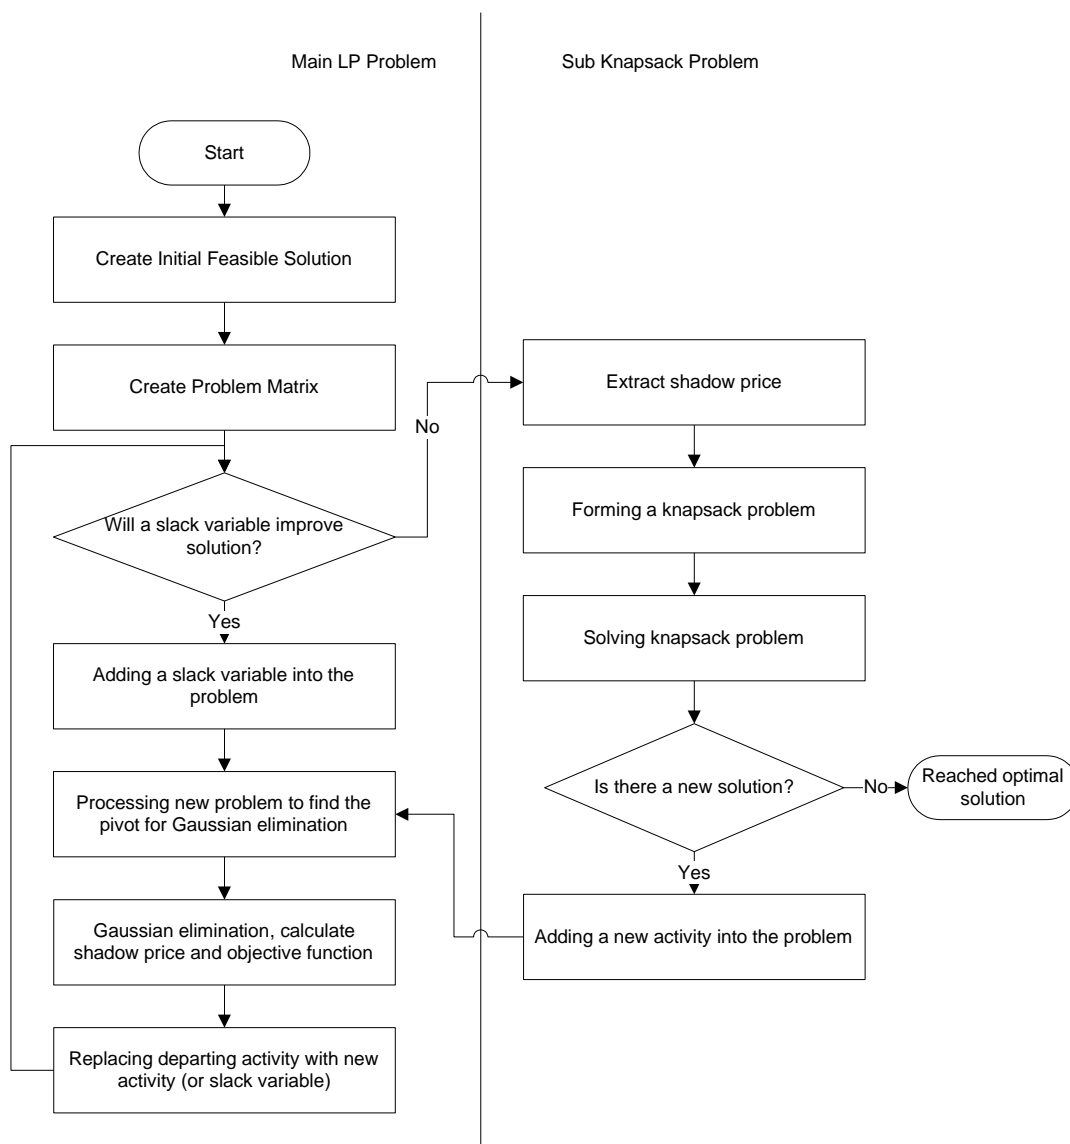 Main LP Problem
Sub Knapsack Problem
Start
Create Initial Feasible Solution
Create Problem Matrix
Will a slack variable improve
solution?
No
Yes
Adding a slack variable into the
problem
Processing new problem to find the
pivot for Gaussian elimination
Gaussian elimination, calculate
shadow price and objective function
Replacing departing activity with new
activity (or slack variable)
Extract shadow price
Forming a knapsack problem
Solving knapsack problem
Is there a new solution?
No
Reached optimal
solution
Yes
Adding a new activity into the problem